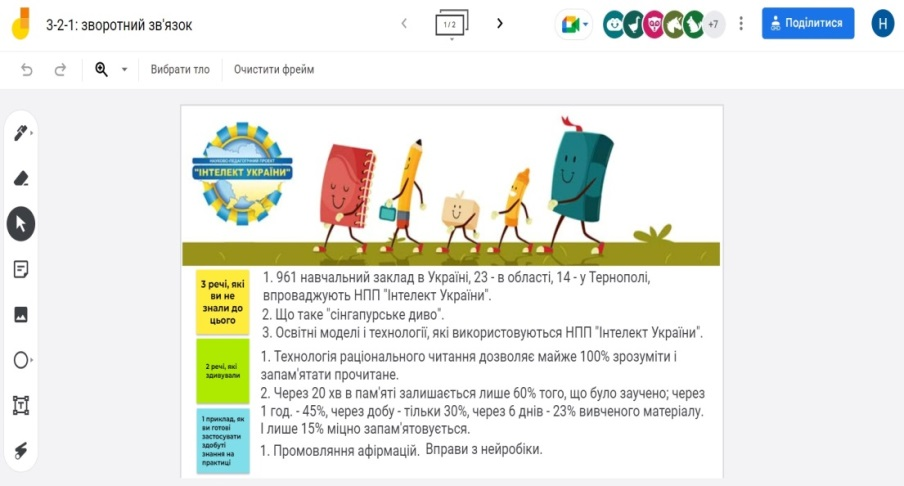 3-2-1: зворотний зв'язок
1/2
+7
Поділитися
Н
Вибрати тло
Очистити фрейм
НАУКОВО-ПЕДАГОГІЧНИЙ ПРОЕКТ
"ІНТЕЛЕКТ УКРАЇНИ"
3 речі, які
ви не
знали до
цього
1. 961 навчальний заклад в Україні, 23 - в області, 14 - у Тернополі,
впроваджують НПП "Інтелект України".
2. Що таке "сінгапурське диво".
3. Освітні моделі і технології, які використовуються НПП "Інтелект України".
2 речі, які
здивували
1. Технологія раціонального читання дозволяє майже 100% зрозуміти і
запам'ятати прочитане.
2. Через 20 хв в пам'яті залишається лише 60% того, що було заучено; через
1 год. - 45%, через добу - тільки 30%, через 6 днів - 23% вивченого матеріалу.
І лише 15% міцно запам'ятовується.
1 приклад, як
ви готові
застосувати
здобуті
знання на
практиці
1. Промовляння афірмацій. Вправи з нейробіки.